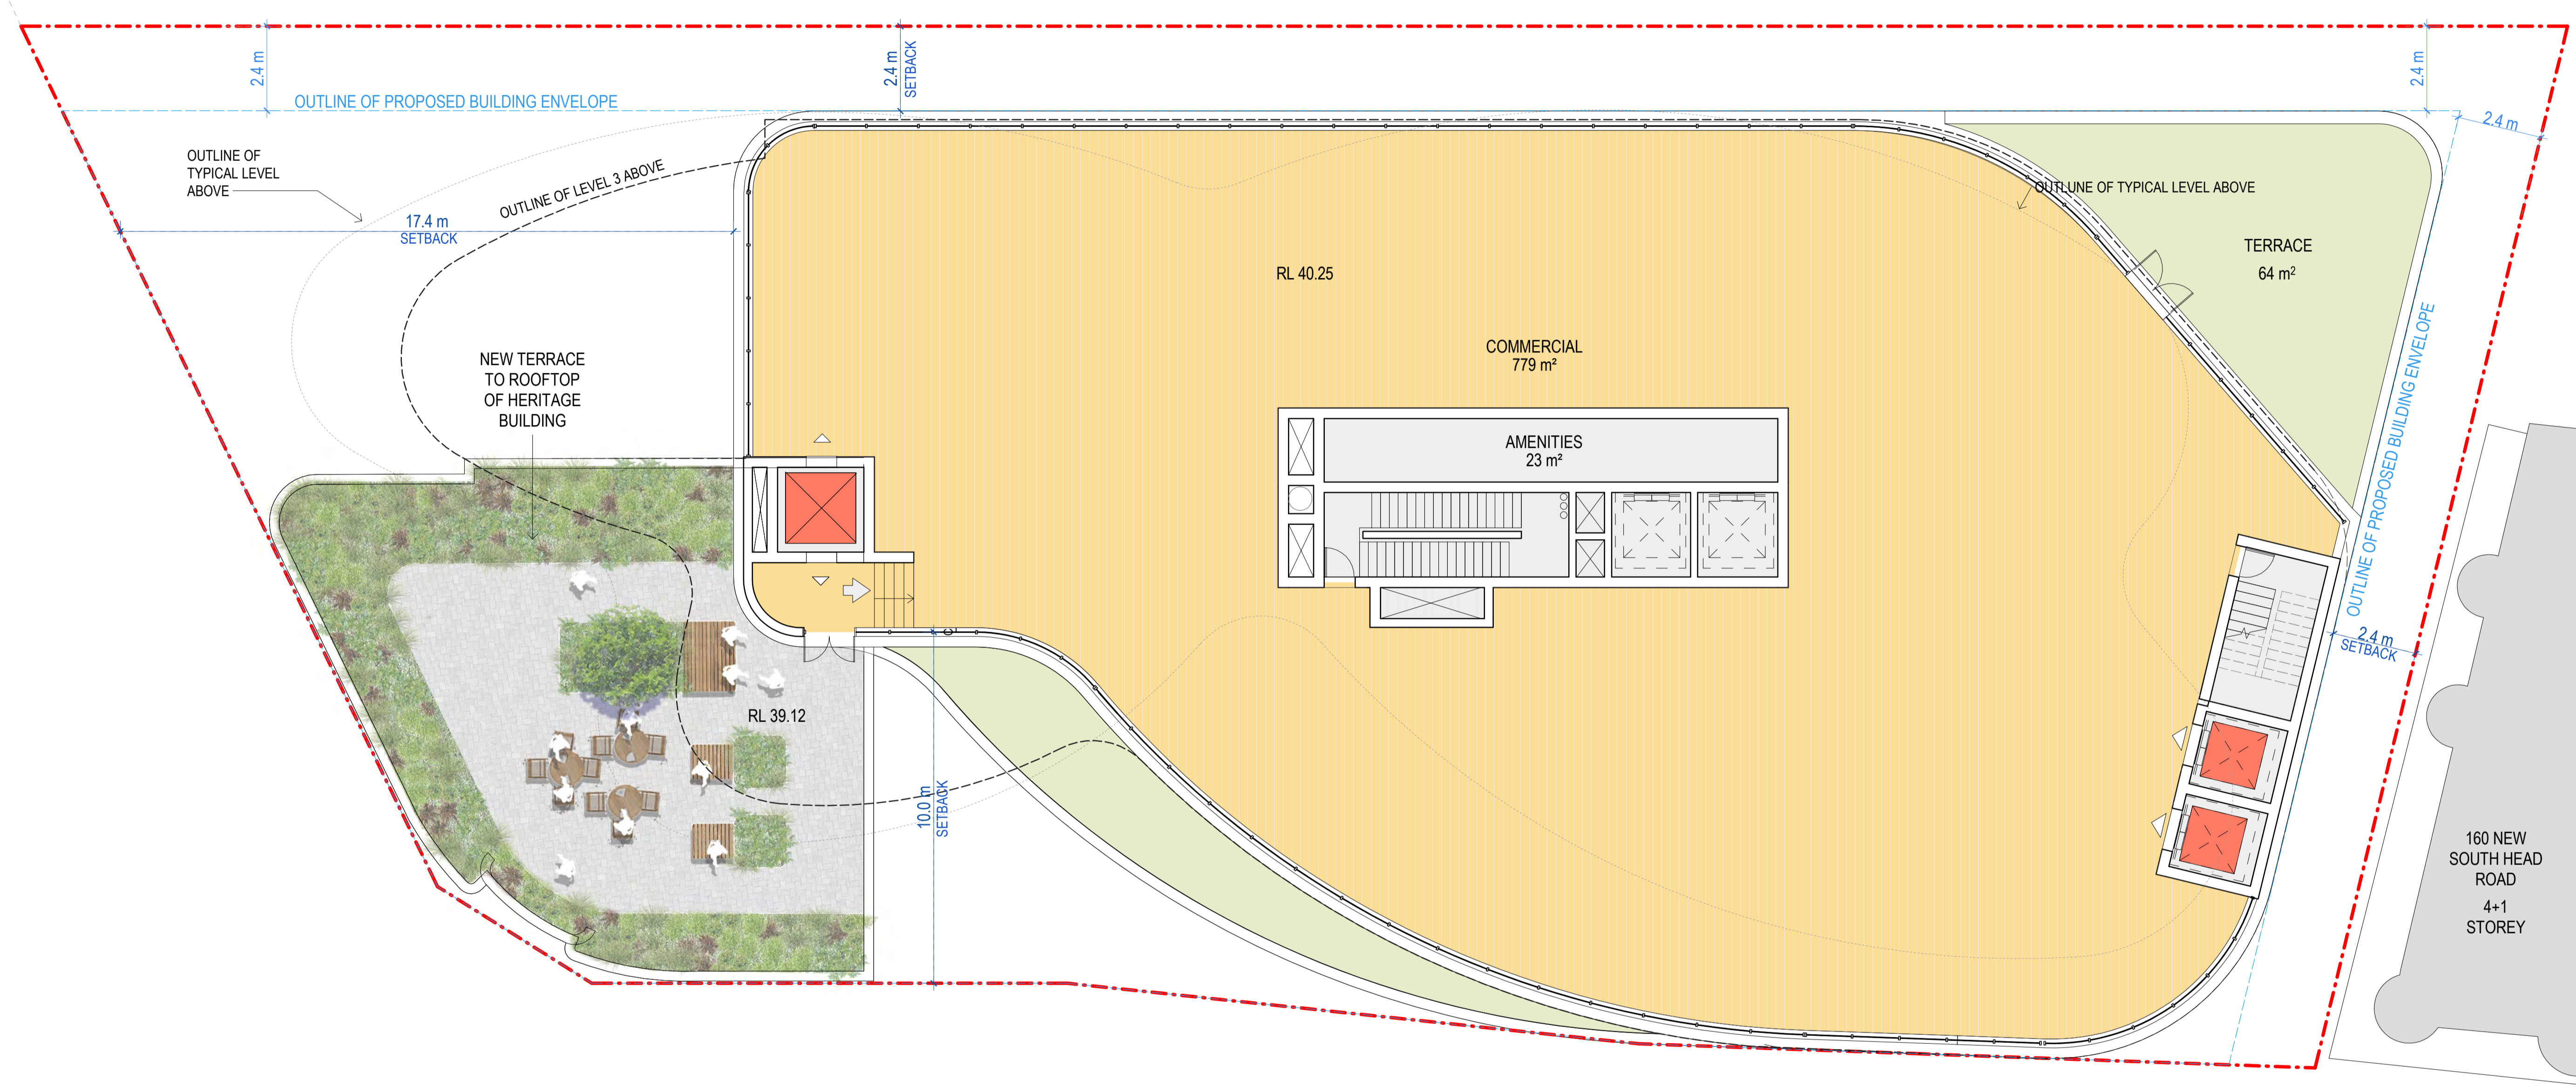 2.4 m
2.4 m
SETBACK
2.4 m
OUTLINE OF PROPOSED BUILDING ENVELOPE
2.4 m
OUTLINE OF
TYPICAL LEVEL
ABOVE
OUTLINE OF LEVEL 3 ABOVE
OUTLUNE OF TYPICAL LEVEL ABOVE
17.4 m
SETBACK
TERRACE
64 m²
RL 40.25
COMMERCIAL
779 m²
NEW TERRACE
TO ROOFTOP
OF HERITAGE
BUILDING
OUTLINE OF PROPOSED BUILDING ENVELOPE
AMENITIES
23 m²
2.4 m
SETBACK
RL 39.12
10.0 m
SETBACK
160 NEW
SOUTH HEAD
ROAD
4+1
STOREY